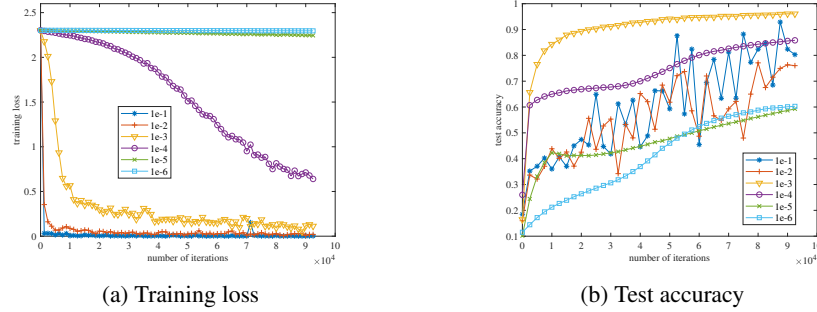 2.5
2
1.5
1
0.5
0
training loss
1e-1
1e-2
1e-3
1e-4
1e-5
1e-6
0 1 2 3 4 5 6 7 8 9 10
number of iterations
×10⁴
(a) Training loss
1
0.9
0.8
0.7
0.6
0.5
0.4
0.3
0.2
0.1
test accuracy
1e-1
1e-2
1e-3
1e-4
1e-5
1e-6
0 1 2 3 4 5 6 7 8 9 10
number of iterations
×10⁴
(b) Test accuracy